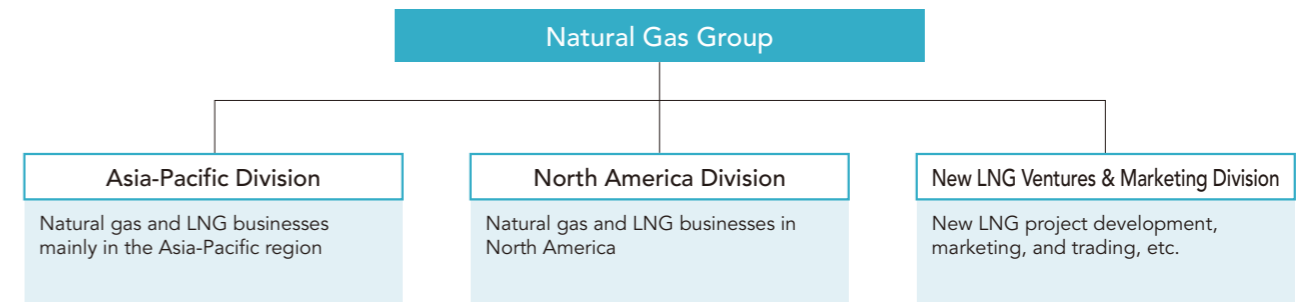 Natural Gas Group
Asia-Pacific Division
Natural gas and LNG businesses
mainly in the Asia-Pacific region
North America Division
Natural gas and LNG businesses in
North America
New LNG Ventures & Marketing Division
New LNG project development,
marketing, and trading, etc.